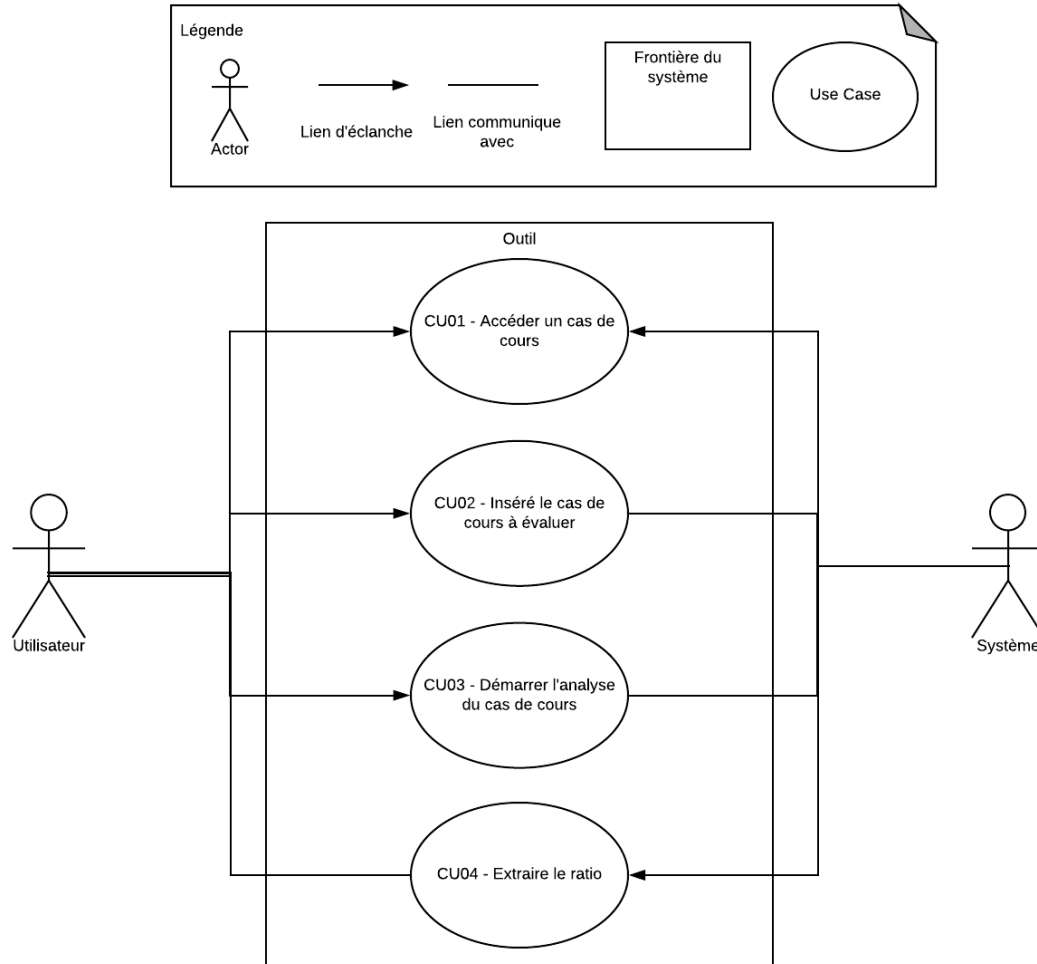 Légende
Actor
Lien d'éclanche
Lien communique
avec
Frontière du
système
Use Case
Outil
CU01 - Accéder un cas de
cours
CU02 - Inséré le cas de
cours à évaluer
Utilisateur
Système
CU03 - Démarrer l'analyse
du cas de cours
CU04 - Extraire le ratio